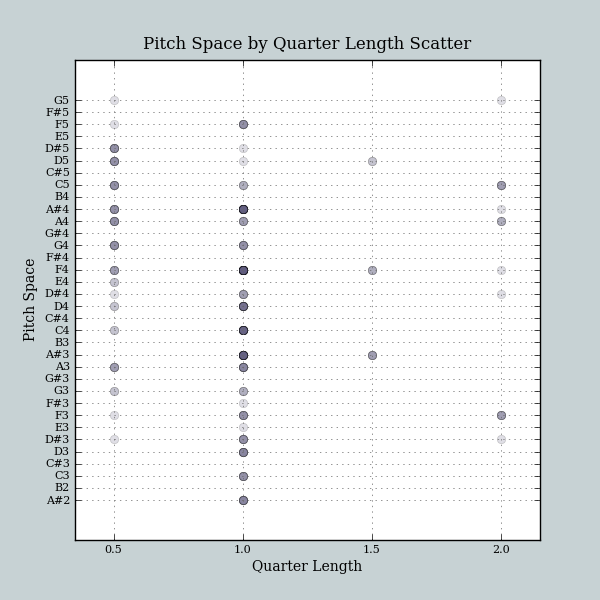 Pitch Space by Quarter Length Scatter
G5
F#5
F5
E5
D#5
D5
C#5
C5
B4
A#4
A4
G#4
G4
F#4
F4
E4
D#4
D4
C#4
C4
B3
A#3
A3
G#3
G3
F#3
F3
E3
D#3
D3
C#3
C3
B2
A#2
Pitch Space
0.5 1.0 1.5 2.0
Quarter Length